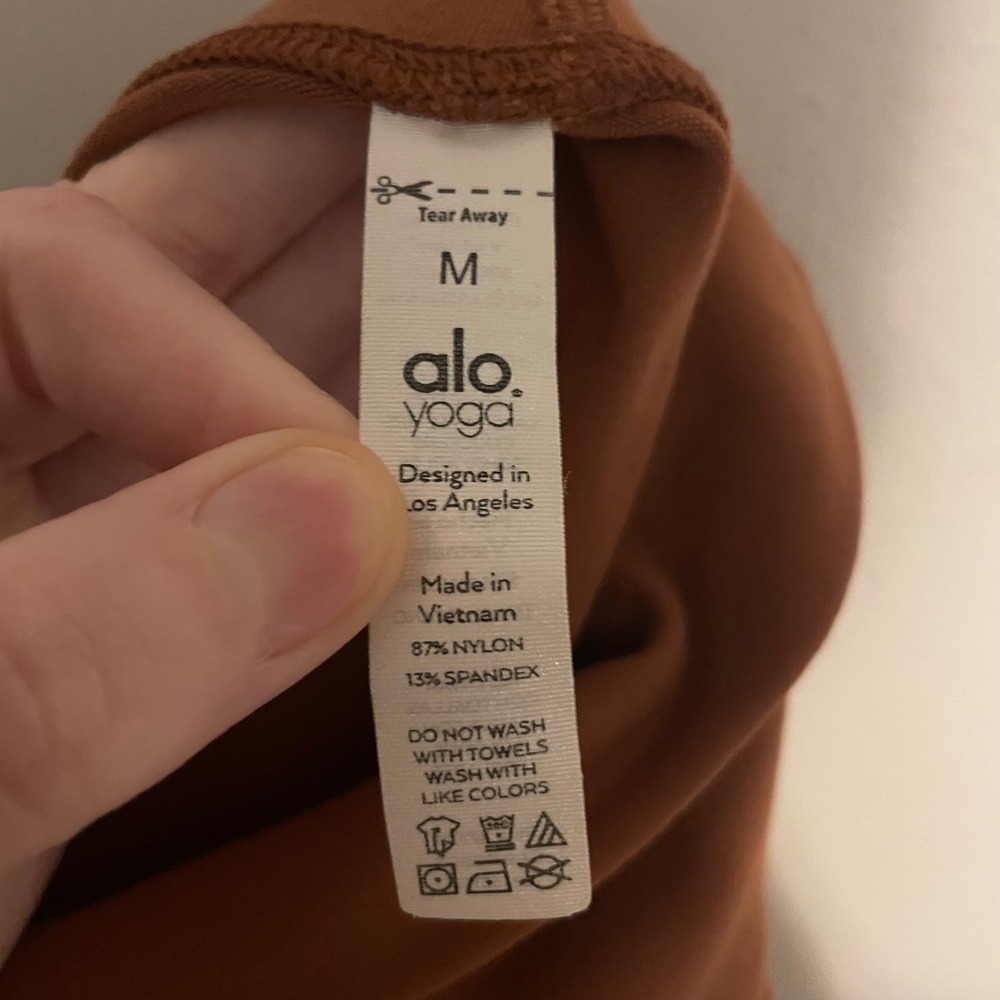 Tear Away
M
alo
yoga
Designed in
os Angeles
Made in
Vietnam
87% NYLON
13% SPANDEX
DO NOT WASH
WITH TOWELS
WASH WITH
LIKE COLORS